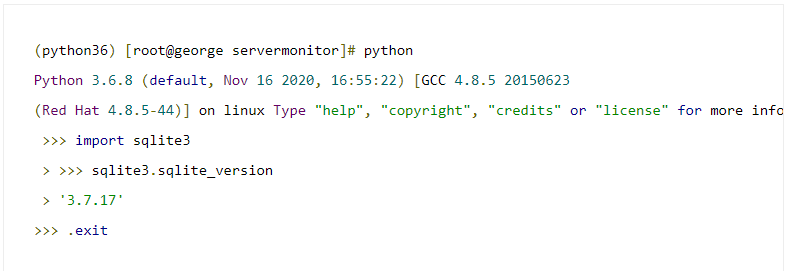 (python36) [root@george servermonitor]# python
Python 3.6.8 (default, Nov 16 2020, 16:55:22) [GCC 4.8.5 20150623
(Red Hat 4.8.5-44)] on linux Type "help", "copyright", "credits" or "license" for more info
>>> import sqlite3
> >>> sqlite3.sqlite_version
> '3.7.17'
>>> .exit